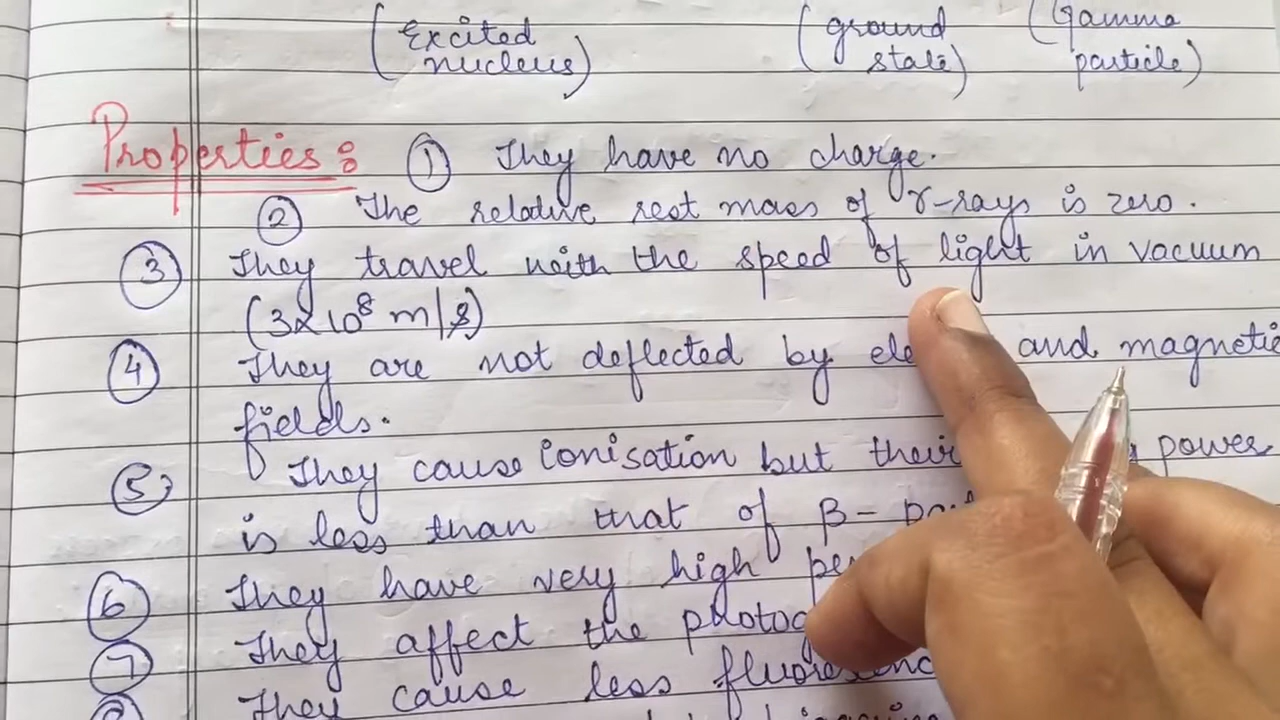 (Excited (ground (Gamma
nucleus) state) particle)
Properties: ① They have no charge.
② The relative rest mass of γ-rays is zero.
③ They travel with the speed of light in vacuum
(3x10⁸ m/s)
④ They are not deflected by and magnetic
fields.
⑤ They cause ionisation but their power
is less than that of β-
⑥ They have very high
⑦ They affect the
⑧ They cause less